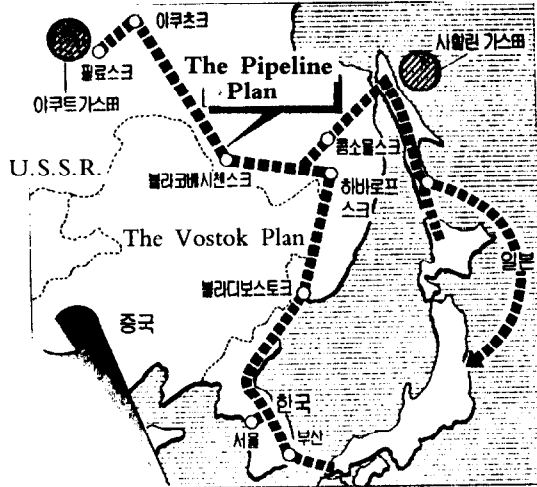 야쿠츠크
사할린 가스田
필료스크
The Pipeline
Plan
야쿠트가스田
콤소몰스크
U.S.S.R.
블라코베시첸스크
하바로프
스크
The Vostok Plan
일본
블라디보스토크
중국
한국
서울
부산